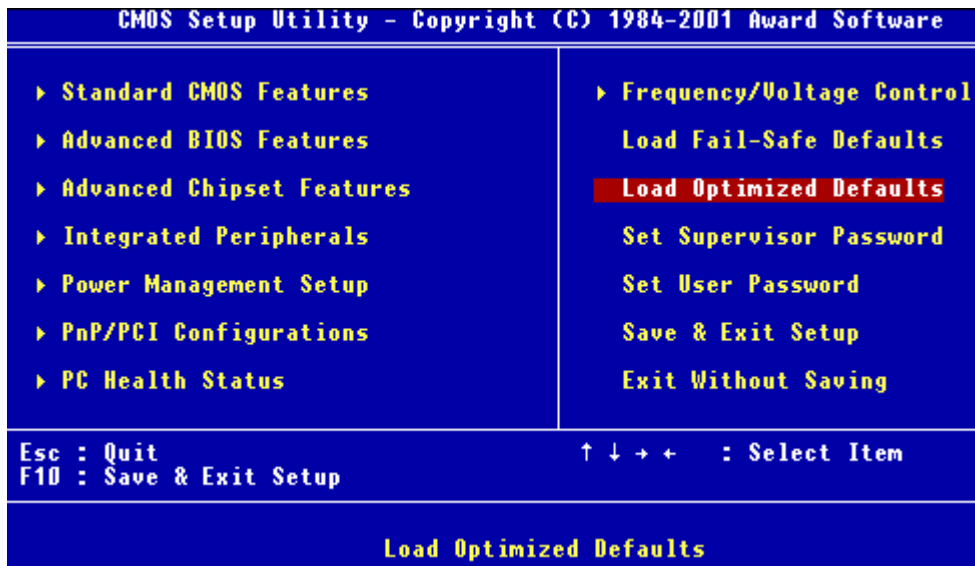 CMOS Setup Utility - Copyright (C) 1984-2001 Award Software
▸ Standard CMOS Features
▸ Advanced BIOS Features
▸ Advanced Chipset Features
▸ Integrated Peripherals
▸ Power Management Setup
▸ PnP/PCI Configurations
▸ PC Health Status
▸ Frequency/Voltage Control
Load Fail-Safe Defaults
Load Optimized Defaults
Set Supervisor Password
Set User Password
Save & Exit Setup
Exit Without Saving
Esc : Quit
F10 : Save & Exit Setup
↑ ↓ → ← : Select Item
Load Optimized Defaults